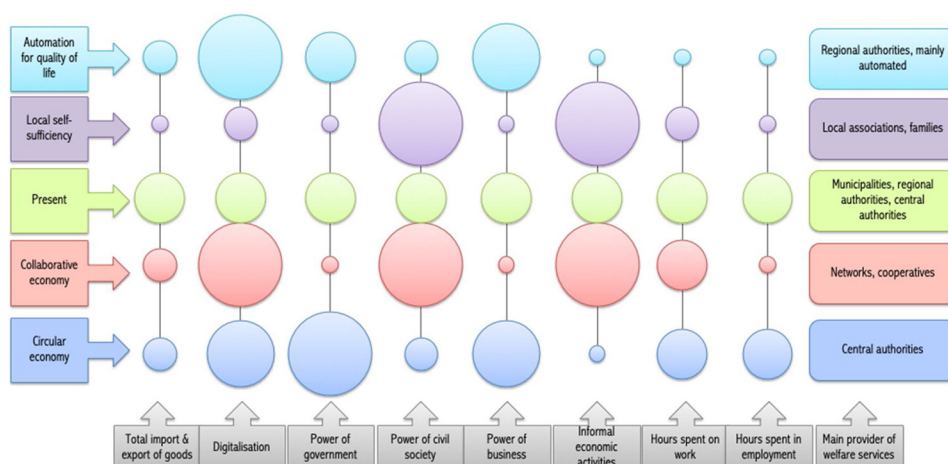 Automation
for quality of
life
Regional authorities, mainly
automated
Local self-
sufficiency
Local associations, families
Present
Municipalities, regional
authorities, central
authorities
Collaborative
economy
Networks, cooperatives
Circular
economy
Central authorities
Total import &
export of goods
Digitalisation
Power of
government
Power of civil
society
Power of
business
Informal
economic
activities
Hours spent on
work
Hours spent in
employment
Main provider of
welfare services